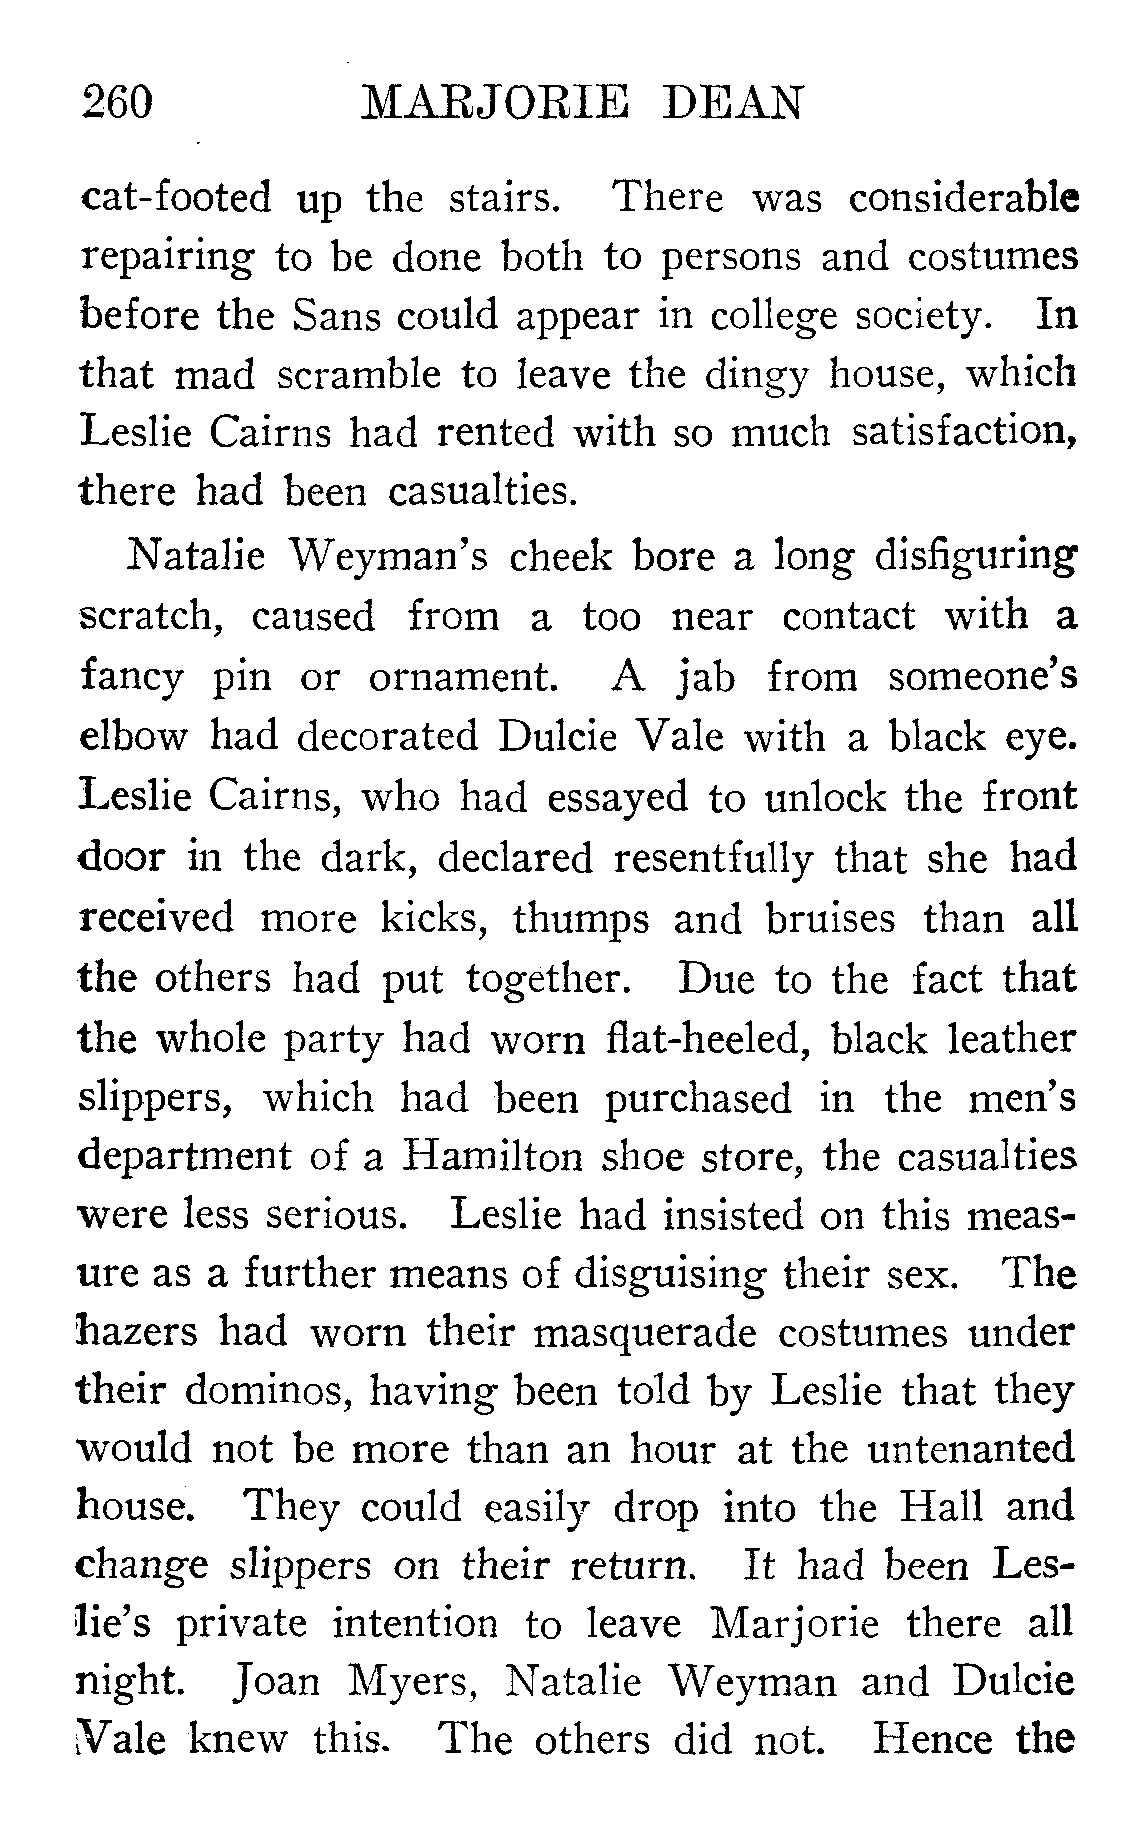 260 MARJORIE DEAN
cat-footed up the stairs. There was considerable
repairing to be done both to persons and costumes
before the Sans could appear in college society. In
that mad scramble to leave the dingy house, which
Leslie Cairns had rented with so much satisfaction,
there had been casualties.
Natalie Weyman's cheek bore a long disfiguring
scratch, caused from a too near contact with a
fancy pin or ornament. A jab from someone's
elbow had decorated Dulcie Vale with a black eye.
Leslie Cairns, who had essayed to unlock the front
door in the dark, declared resentfully that she had
received more kicks, thumps and bruises than all
the others had put together. Due to the fact that
the whole party had worn flat-heeled, black leather
slippers, which had been purchased in the men's
department of a Hamilton shoe store, the casualties
were less serious. Leslie had insisted on this meas-
ure as a further means of disguising their sex. The
hazers had worn their masquerade costumes under
their dominos, having been told by Leslie that they
would not be more than an hour at the untenanted
house. They could easily drop into the Hall and
change slippers on their return. It had been Les-
lie's private intention to leave Marjorie there all
night. Joan Myers, Natalie Weyman and Dulcie
Vale knew this. The others did not. Hence the